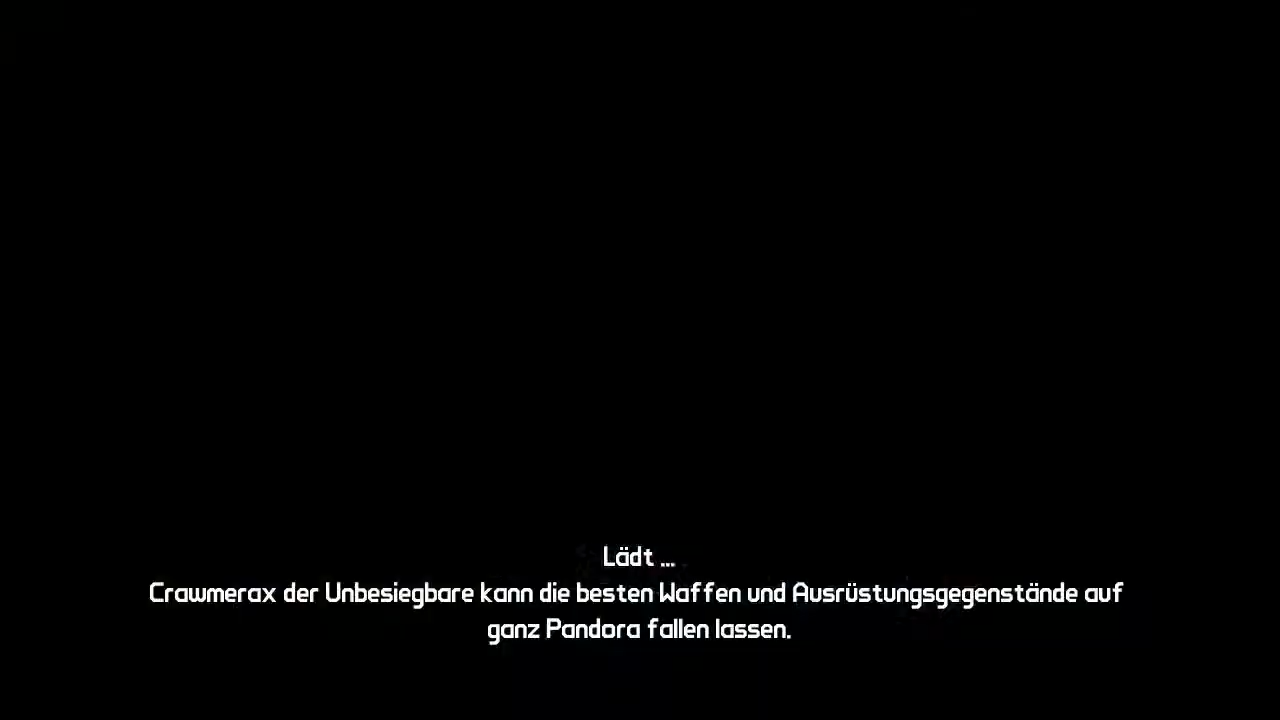 Lädt ...
Crawmerax der Unbesiegbare kann die besten Waffen und Ausrüstungsgegenstände auf
ganz Pandora fallen lassen.